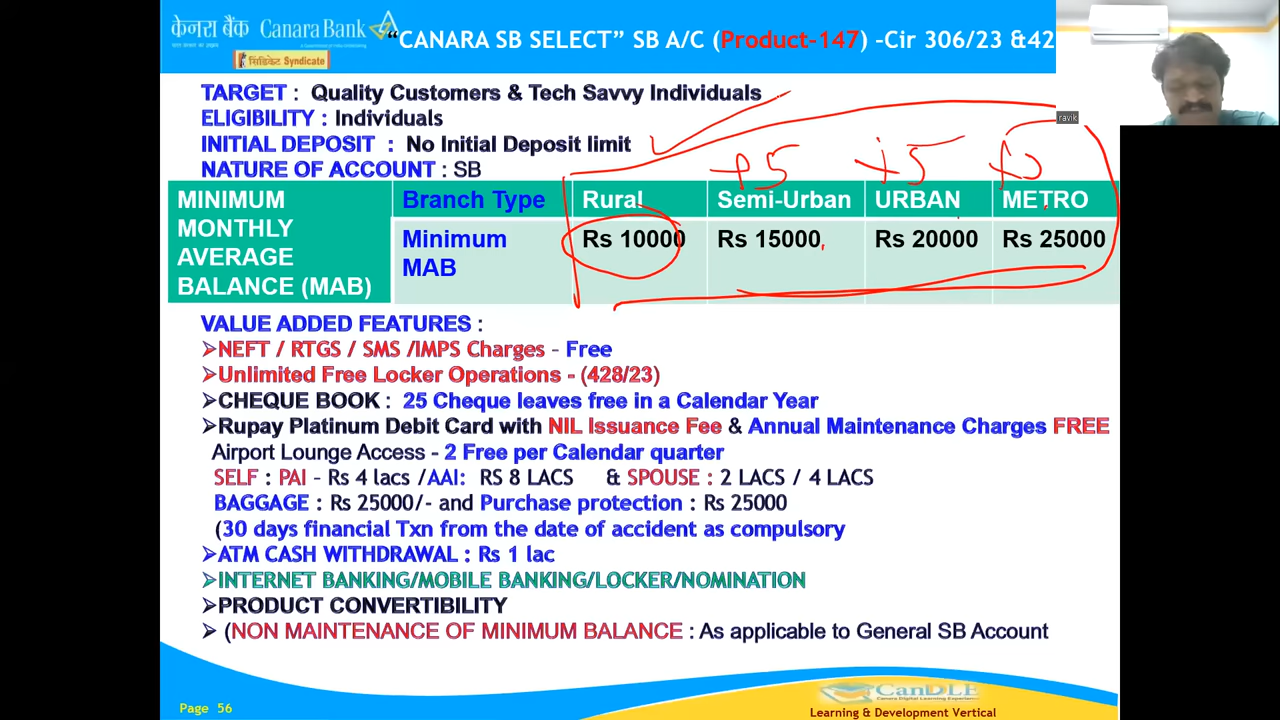 केनरा बैंक Canara Bank
सिंडिकेट Syndicate
“CANARA SB SELECT” SB A/C (Product-147) -Cir 306/23 &42
ravik
TARGET : Quality Customers & Tech Savvy Individuals
ELIGIBILITY : Individuals
INITIAL DEPOSIT : No Initial Deposit limit
NATURE OF ACCOUNT : SB
+5 +5 +5
MINIMUM MONTHLY AVERAGE BALANCE (MAB)
Branch Type Rural Semi-Urban URBAN METRO
Minimum MAB Rs 10000 Rs 15000 Rs 20000 Rs 25000
VALUE ADDED FEATURES :
➢NEFT / RTGS / SMS /IMPS Charges - Free
➢Unlimited Free Locker Operations - (428/23)
➢CHEQUE BOOK : 25 Cheque leaves free in a Calendar Year
➢Rupay Platinum Debit Card with NIL Issuance Fee & Annual Maintenance Charges FREE
Airport Lounge Access - 2 Free per Calendar quarter
SELF : PAI - Rs 4 lacs /AAI: RS 8 LACS & SPOUSE : 2 LACS / 4 LACS
BAGGAGE : Rs 25000/- and Purchase protection : Rs 25000
(30 days financial Txn from the date of accident as compulsory
➢ATM CASH WITHDRAWAL : Rs 1 lac
➢INTERNET BANKING/MOBILE BANKING/LOCKER/NOMINATION
➢PRODUCT CONVERTIBILITY
➢ (NON MAINTENANCE OF MINIMUM BALANCE : As applicable to General SB Account
CanDLE
Canara Digital Learning Experience
Page 56
Learning & Development Vertical